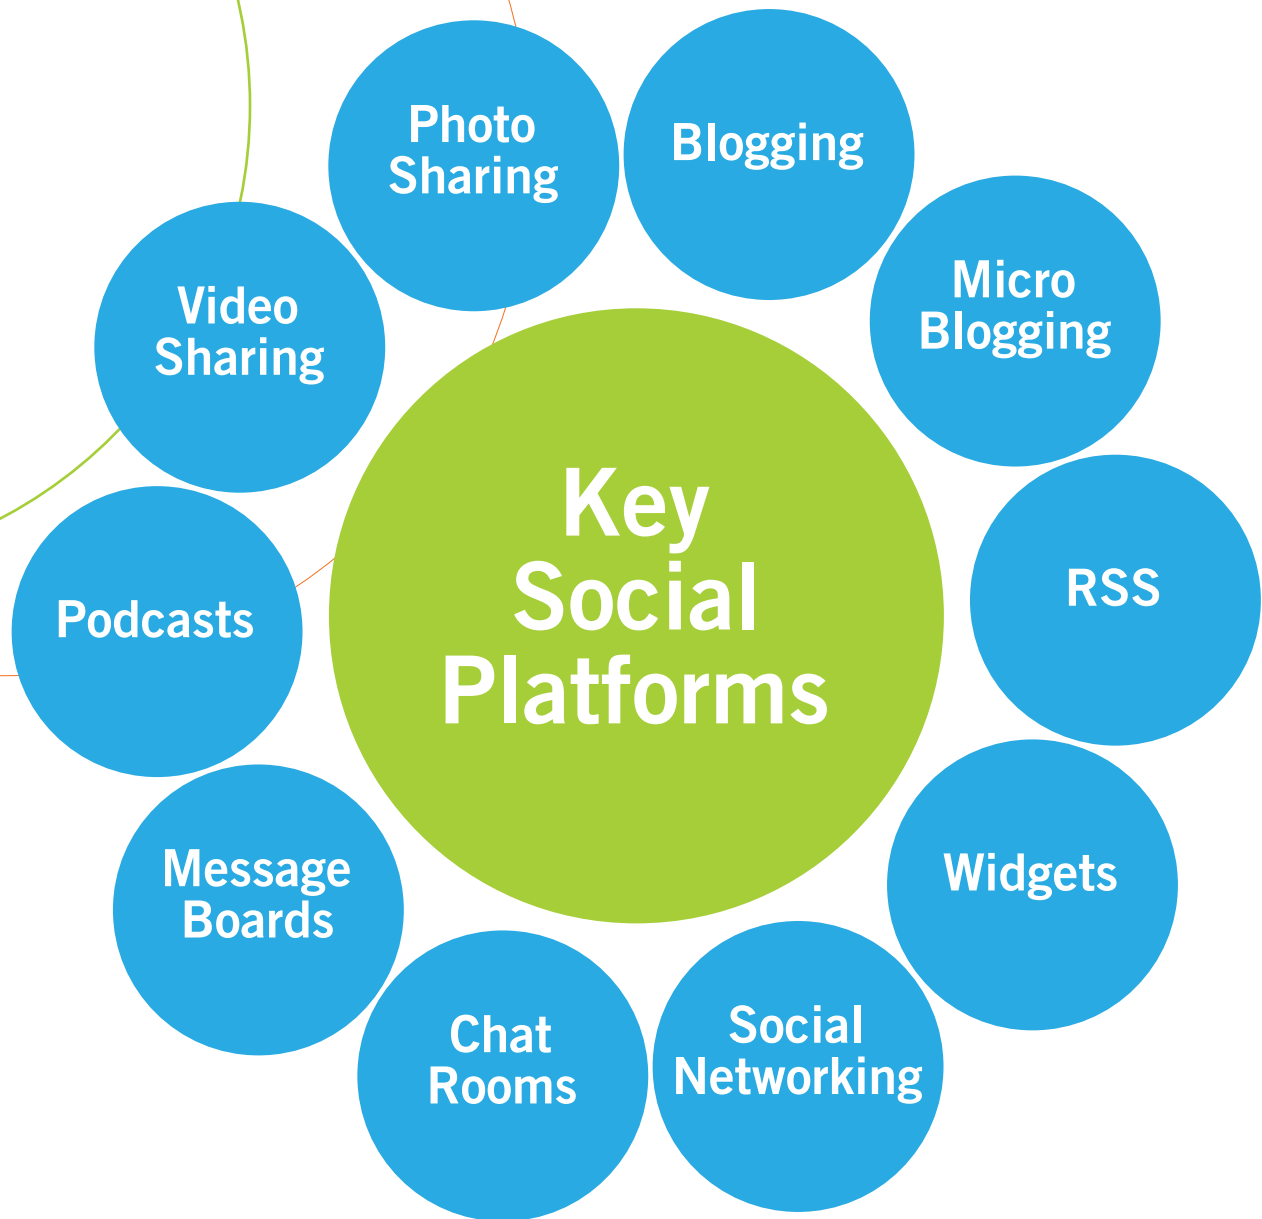 Photo
Sharing
Blogging
Micro
Blogging
Video
Sharing
Key
Social
Platforms
RSS
Podcasts
Widgets
Message
Boards
Social
Networking
Chat
Rooms